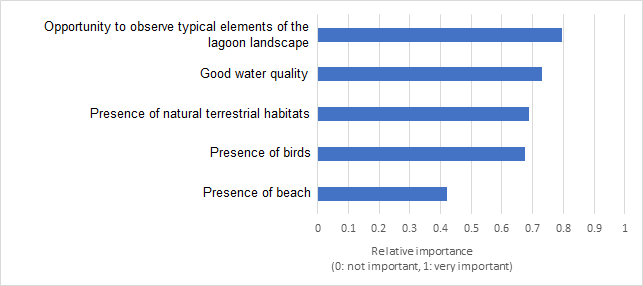 Opportunity to observe typical elements of the
lagoon landscape
Good water quality
Presence of natural terrestrial habitats
Presence of birds
Presence of beach
0 0.1 0.2 0.3 0.4 0.5 0.6 0.7 0.8 0.9 1
Relative importance
(0: not important, 1: very important)